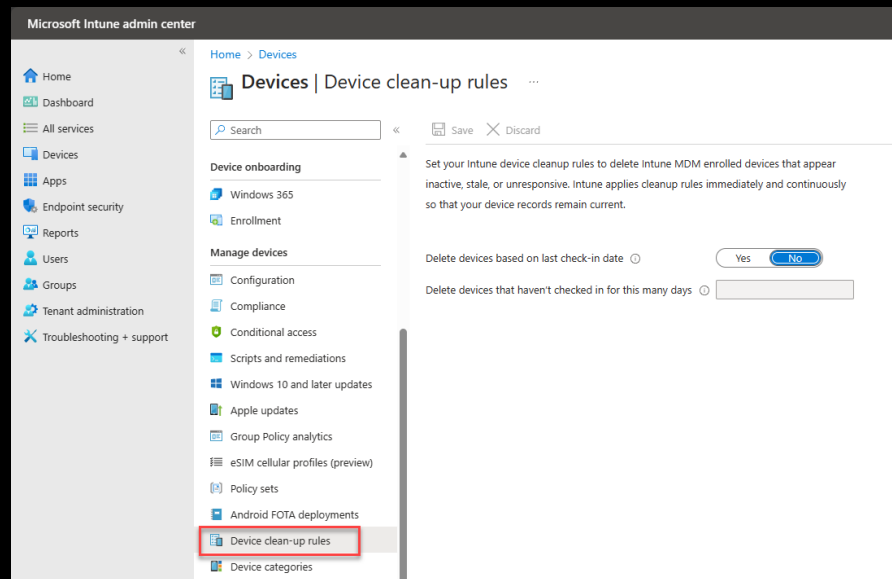 Microsoft Intune admin center
«
Home
Dashboard
All services
Devices
Apps
Endpoint security
Reports
Users
Groups
Tenant administration
Troubleshooting + support
Home > Devices
Devices | Device clean-up rules ...
Search
«
Device onboarding
Windows 365
Enrollment
Manage devices
Configuration
Compliance
Conditional access
Scripts and remediations
Windows 10 and later updates
Apple updates
Group Policy analytics
eSIM cellular profiles (preview)
Policy sets
Android FOTA deployments
Device clean-up rules
Device categories
Save Discard
Set your Intune device cleanup rules to delete Intune MDM enrolled devices that appear
inactive, stale, or unresponsive. Intune applies cleanup rules immediately and continuously
so that your device records remain current.
Delete devices based on last check-in date Yes No
Delete devices that haven't checked in for this many days